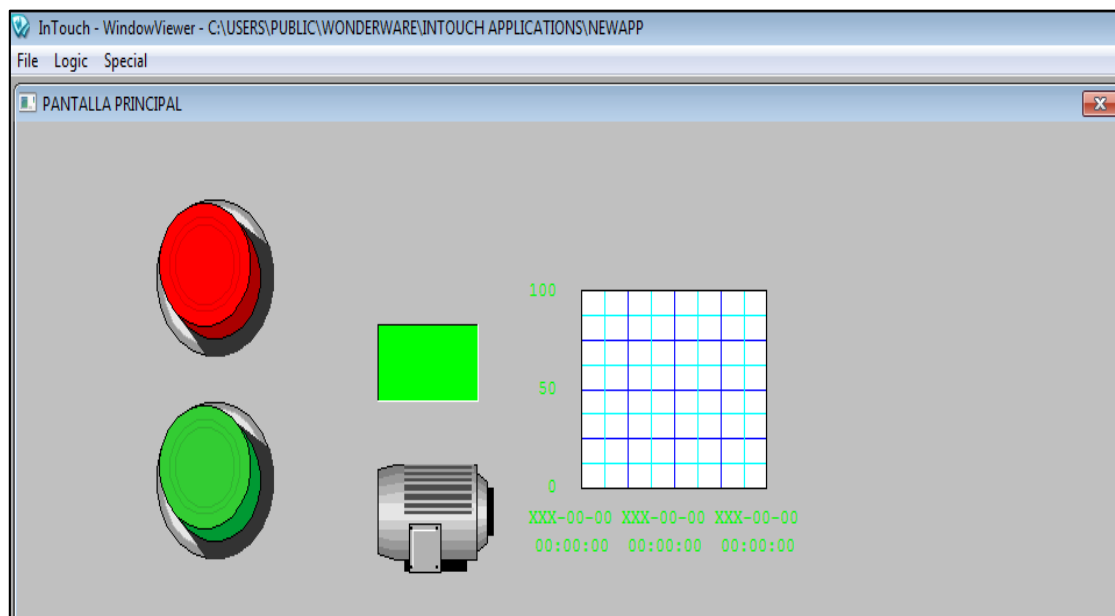 InTouch - WindowViewer - C:\USERS\PUBLIC\WONDERWARE\INTOUCH APPLICATIONS\NEWAPP
File Logic Special
PANTALLA PRINCIPAL
100
50
0
XXX-00-00 XXX-00-00 XXX-00-00
00:00:00 00:00:00 00:00:00